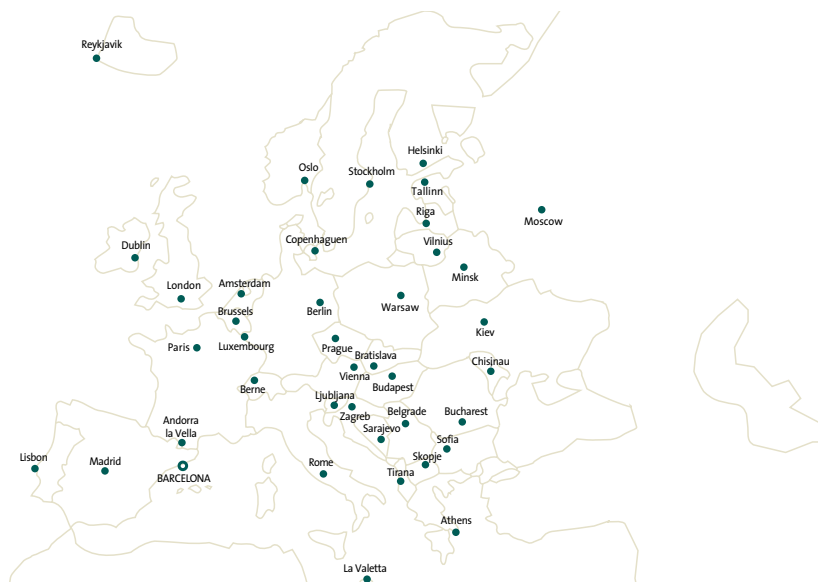 Reykjavik
Helsinki
Oslo
Stockholm
Tallinn
Riga
Moscow
Copenhaguen
Vilnius
Dublin
Minsk
London
Amsterdam
Brussels
Berlin
Warsaw
Kiev
Paris
Luxembourg
Prague
Bratislava
Chisinau
Vienna
Budapest
Berne
Ljubljana
Zagreb
Belgrade
Bucharest
Andorra
la Vella
Sarajevo
Sofia
Lisbon
Madrid
BARCELONA
Rome
Skopje
Tirana
Athens
La Valetta